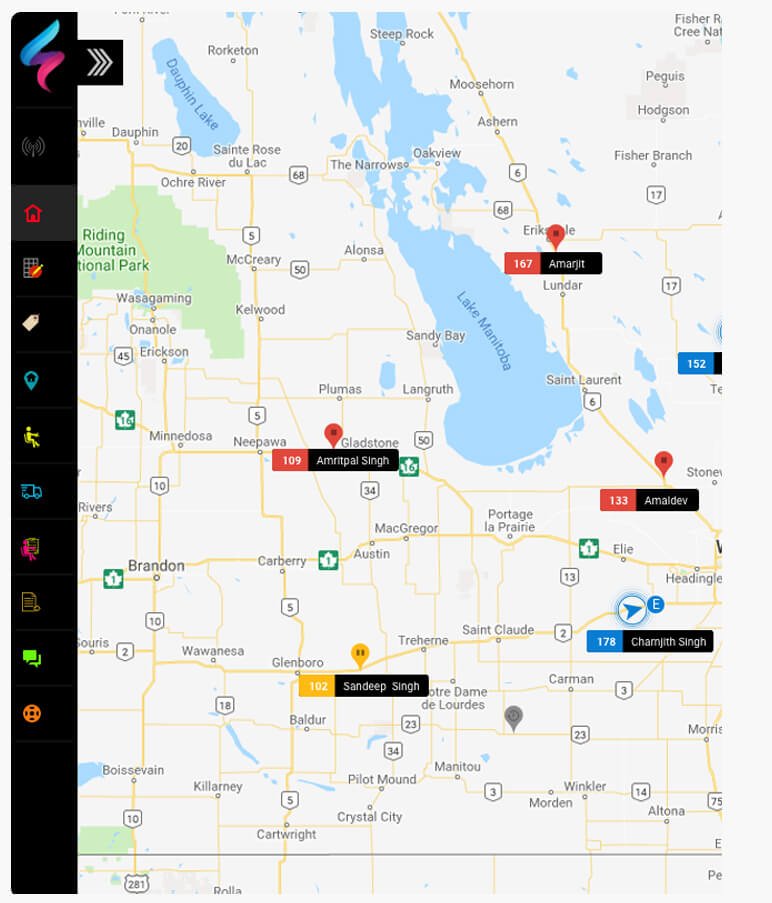 Steep Rock
Fisher R
Cree Nat
Rorketon
Dauphin Lake
Moosehorn
Peguis
Hodgson
Ashern
Dauphin
20
Sainte Rose
du Lac
Oakview
The Narrows
Fisher Branch
6
68
Ochre River
17
68
Riding
Mountain
tional Park
5
Alonsa
167 Amarjit
McCreary
50
Lundar
17
Wasagaming
Kelwood
Lake Manitoba
Onanole
Sandy Bay
45
Erickson
152
Saint Laurent
Plumas
Langruth
6
16
5
Minnedosa
Neepawa
Gladstone
50
109 Amritpal Singh
16
Stonew
10
34
133 Amaldev
Rivers
Portage
la Prairie
MacGregor
1
Elie
Austin
Brandon
Carberry
1
1
13
Headingle
5
E
10
Saint Claude
2
178 Charnjith Singh
Souris
2
Wawanesa
Treherne
Glenboro
Carman
102 Sandeep Singh
otre Dame
de Lourdes
3
18
Baldur
23
23
Morris
34
Boissevain
Manitou
Pilot Mound
Killarney
3
Winkler
14
5
Morden
75
10
Crystal City
Altona
Cartwright
E
Pe
281
Rolla